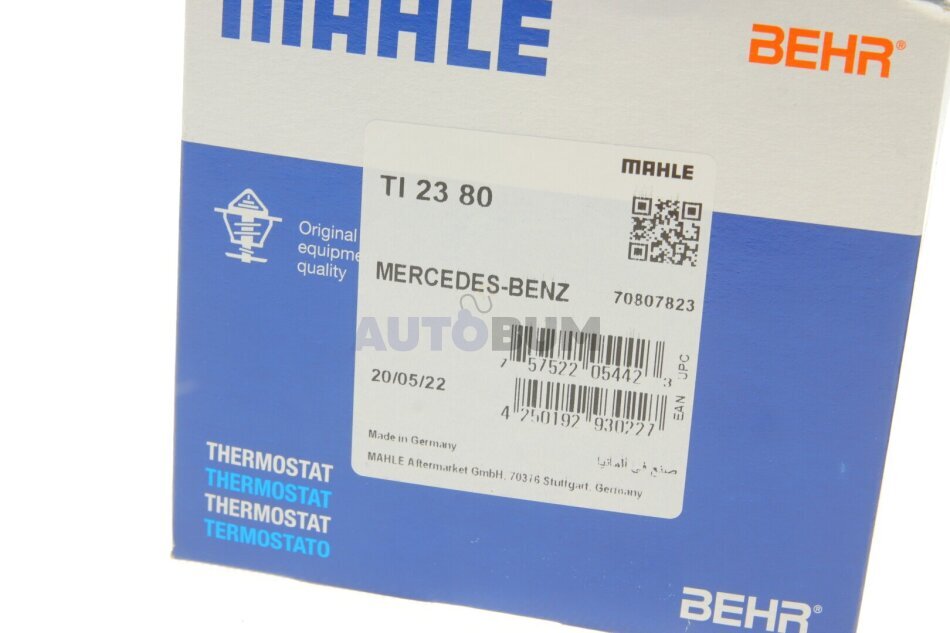 MAHLE
BEHR®
MAHLE
TI 23 80
Original
equipme
quality
MERCEDES-BENZ
70807823
AUTOBUM
7 57522 05442 3
UPC
20/05/22
4 250192 930227
EAN
Made in Germany
صنع في ألمانيا
MAHLE Aftermarket GmbH, 70376 Stuttgart, Germany
THERMOSTAT
THERMOSTAT
THERMOSTAT
TERMOSTATO
BEHR®